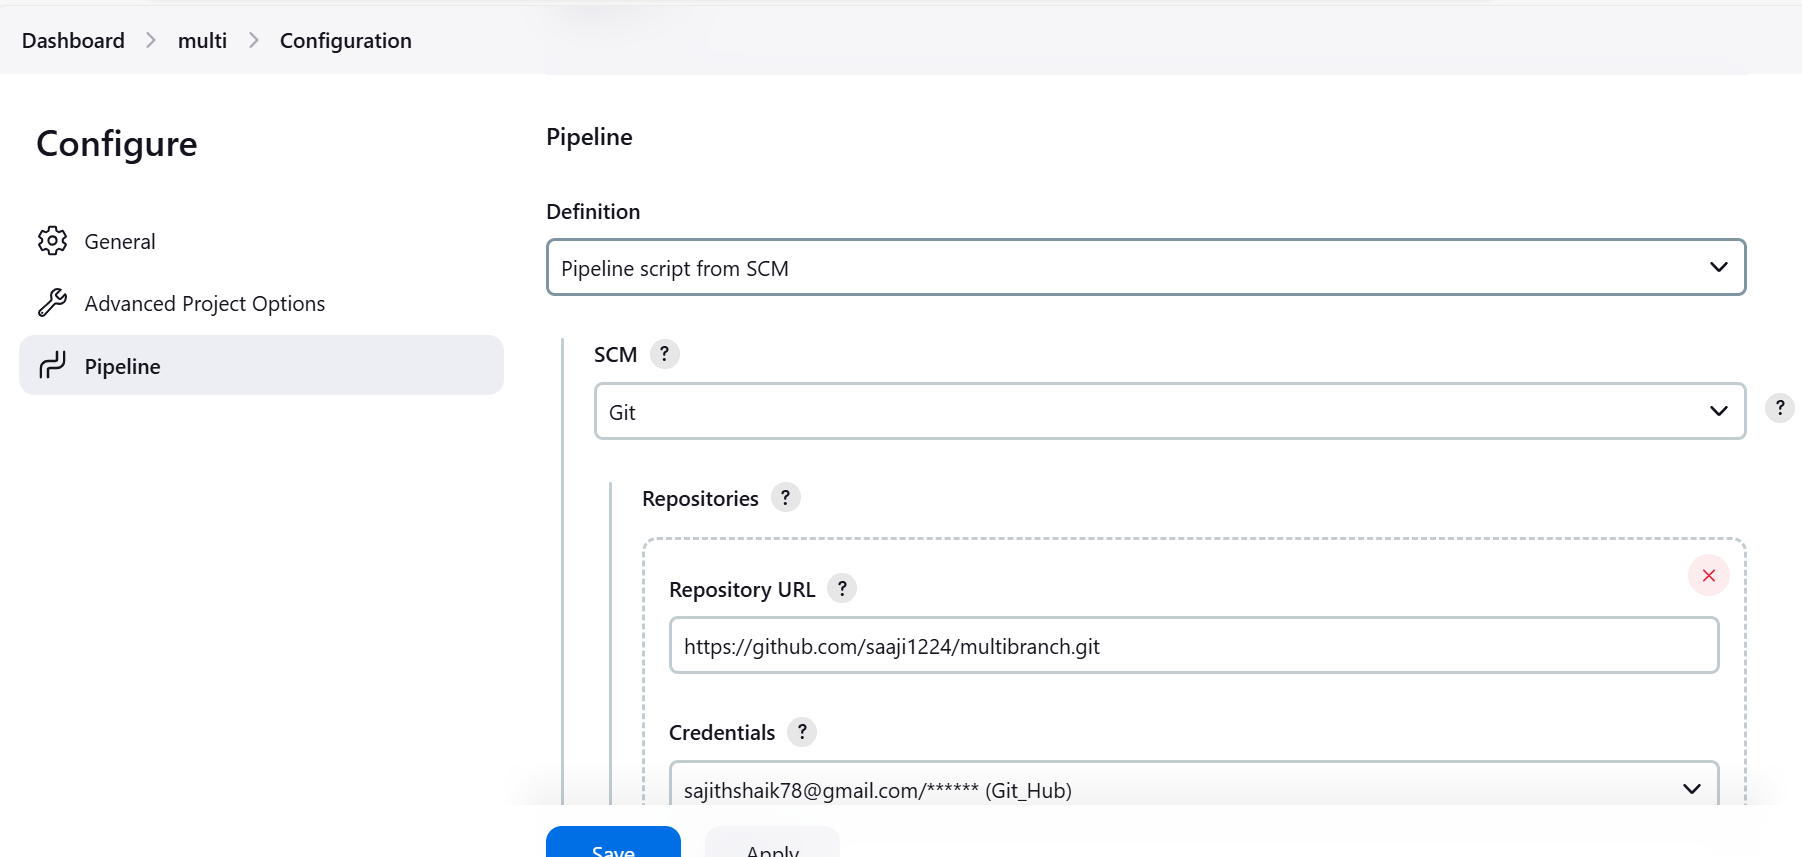 Dashboard > multi > Configuration
Configure
General
Advanced Project Options
Pipeline
Pipeline
Definition
Pipeline script from SCM
SCM ?
Git
?
Repositories ?
Repository URL ?
https://github.com/saaji1224/multibranch.git
Credentials ?
sajithshaik78@gmail.com/****** (Git_Hub)
Save Apply